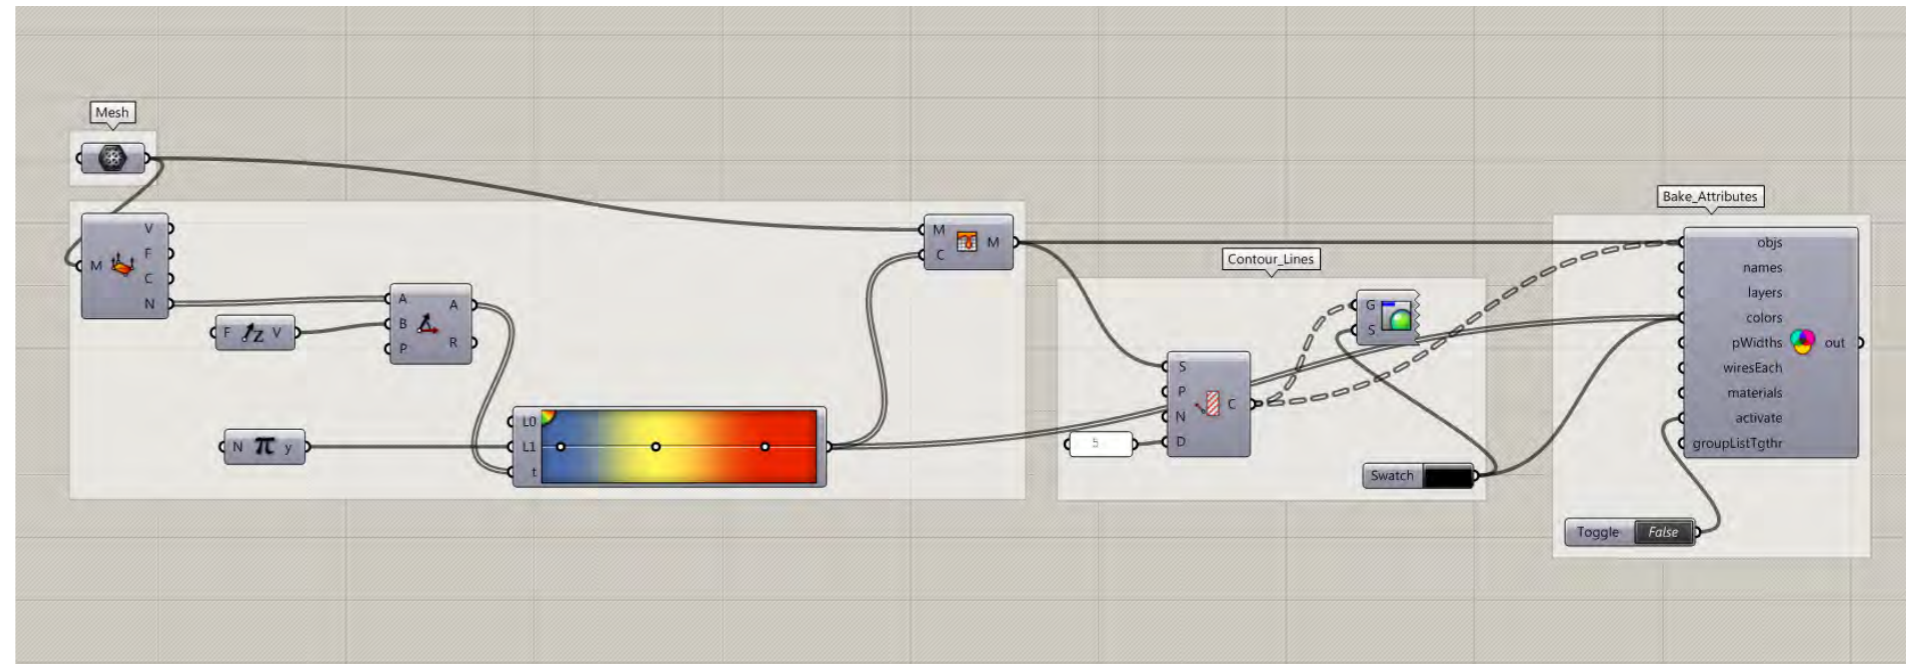 Mesh
M
V
F
C
N
F Z V
A
B
P
A
R
N π y
L0
L1
t
M
C
M
Contour_Lines
G
S
S
P
N
D
C
5
Swatch
Bake_Attributes
objs
names
layers
colors
pWidths
wiresEach
materials
activate
groupListTgthr
out
Toggle False